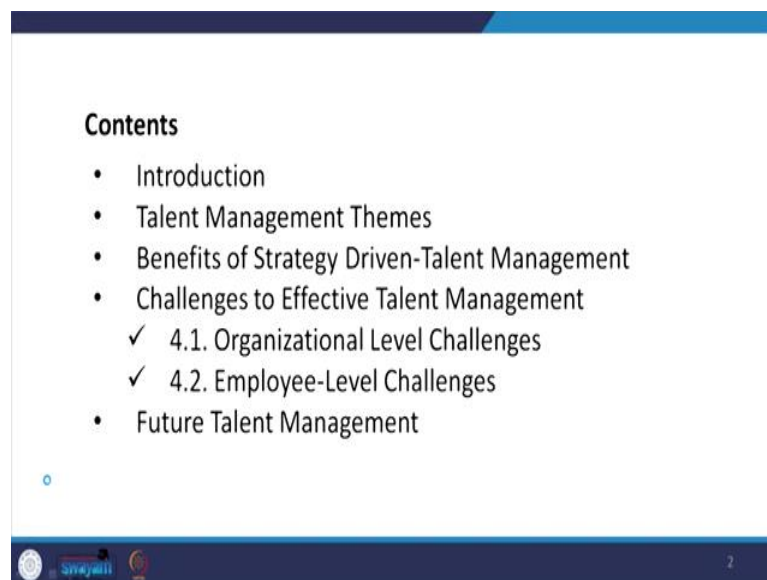 Contents
• Introduction
• Talent Management Themes
• Benefits of Strategy Driven-Talent Management
• Challenges to Effective Talent Management
✓ 4.1. Organizational Level Challenges
✓ 4.2. Employee-Level Challenges
• Future Talent Management
swayam
2